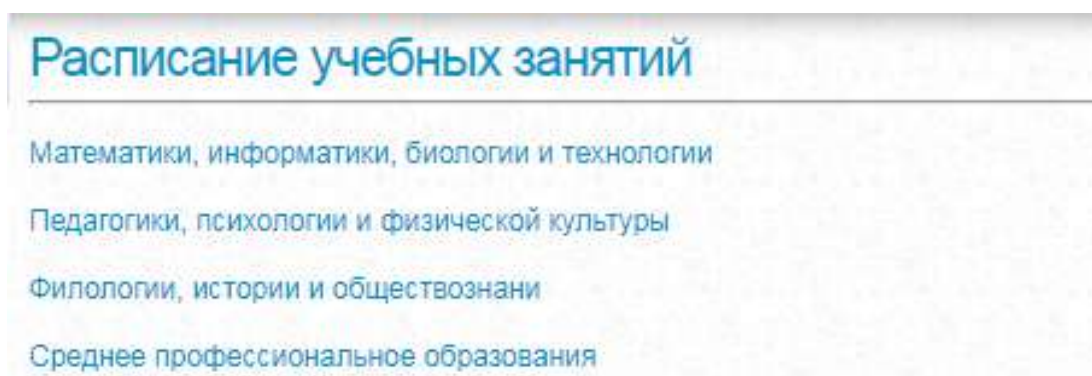 Расписание учебных занятий
Математики, информатики, биологии и технологии
Педагогики, психологии и физической культуры
Филологии, истории и обществознани
Среднее профессиональное образования